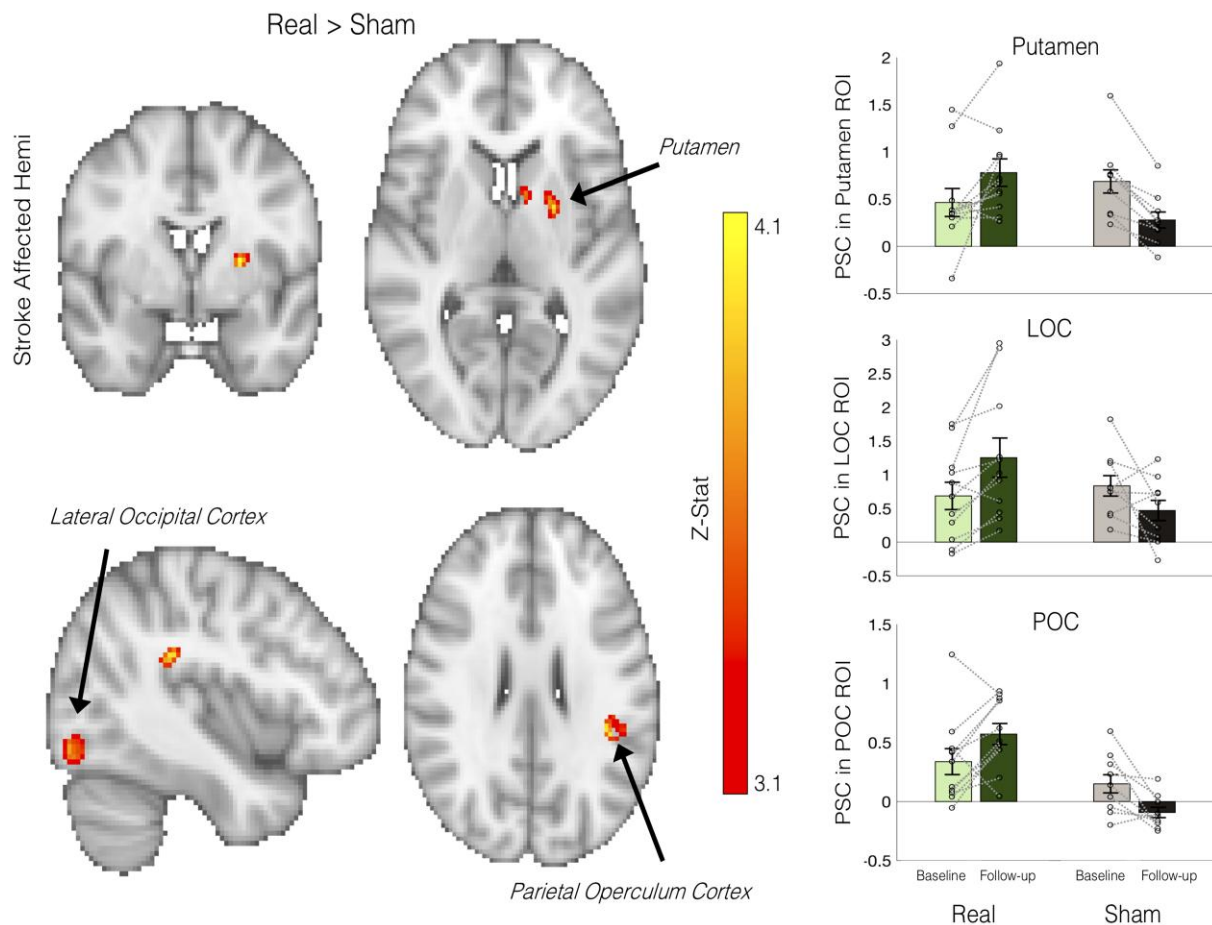 Real > Sham
Stroke Affected Hemi
Putamen
Lateral Occipital Cortex
Parietal Operculum Cortex
4.1
Z-Stat
3.1
Putamen
PSC in Putamen ROI
2
1.5
1
0.5
0
-0.5
LOC
PSC in LOC ROI
3
2.5
2
1.5
1
0.5
0
-0.5
POC
PSC in POC ROI
1.5
1
0.5
0
-0.5
Baseline Follow-up Baseline Follow-up
Real Sham